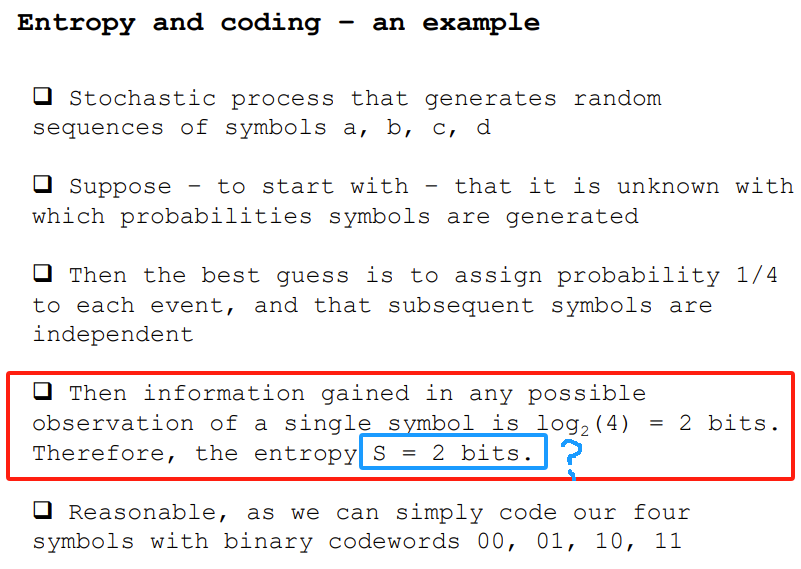 Entropy and coding – an example
❑ Stochastic process that generates random
sequences of symbols a, b, c, d
❑ Suppose – to start with – that it is unknown with
which probabilities symbols are generated
❑ Then the best guess is to assign probability 1/4
to each event, and that subsequent symbols are
independent
❑ Then information gained in any possible
observation of a single symbol is log₂(4) = 2 bits.
Therefore, the entropy S = 2 bits. ?
❑ Reasonable, as we can simply code our four
symbols with binary codewords 00, 01, 10, 11